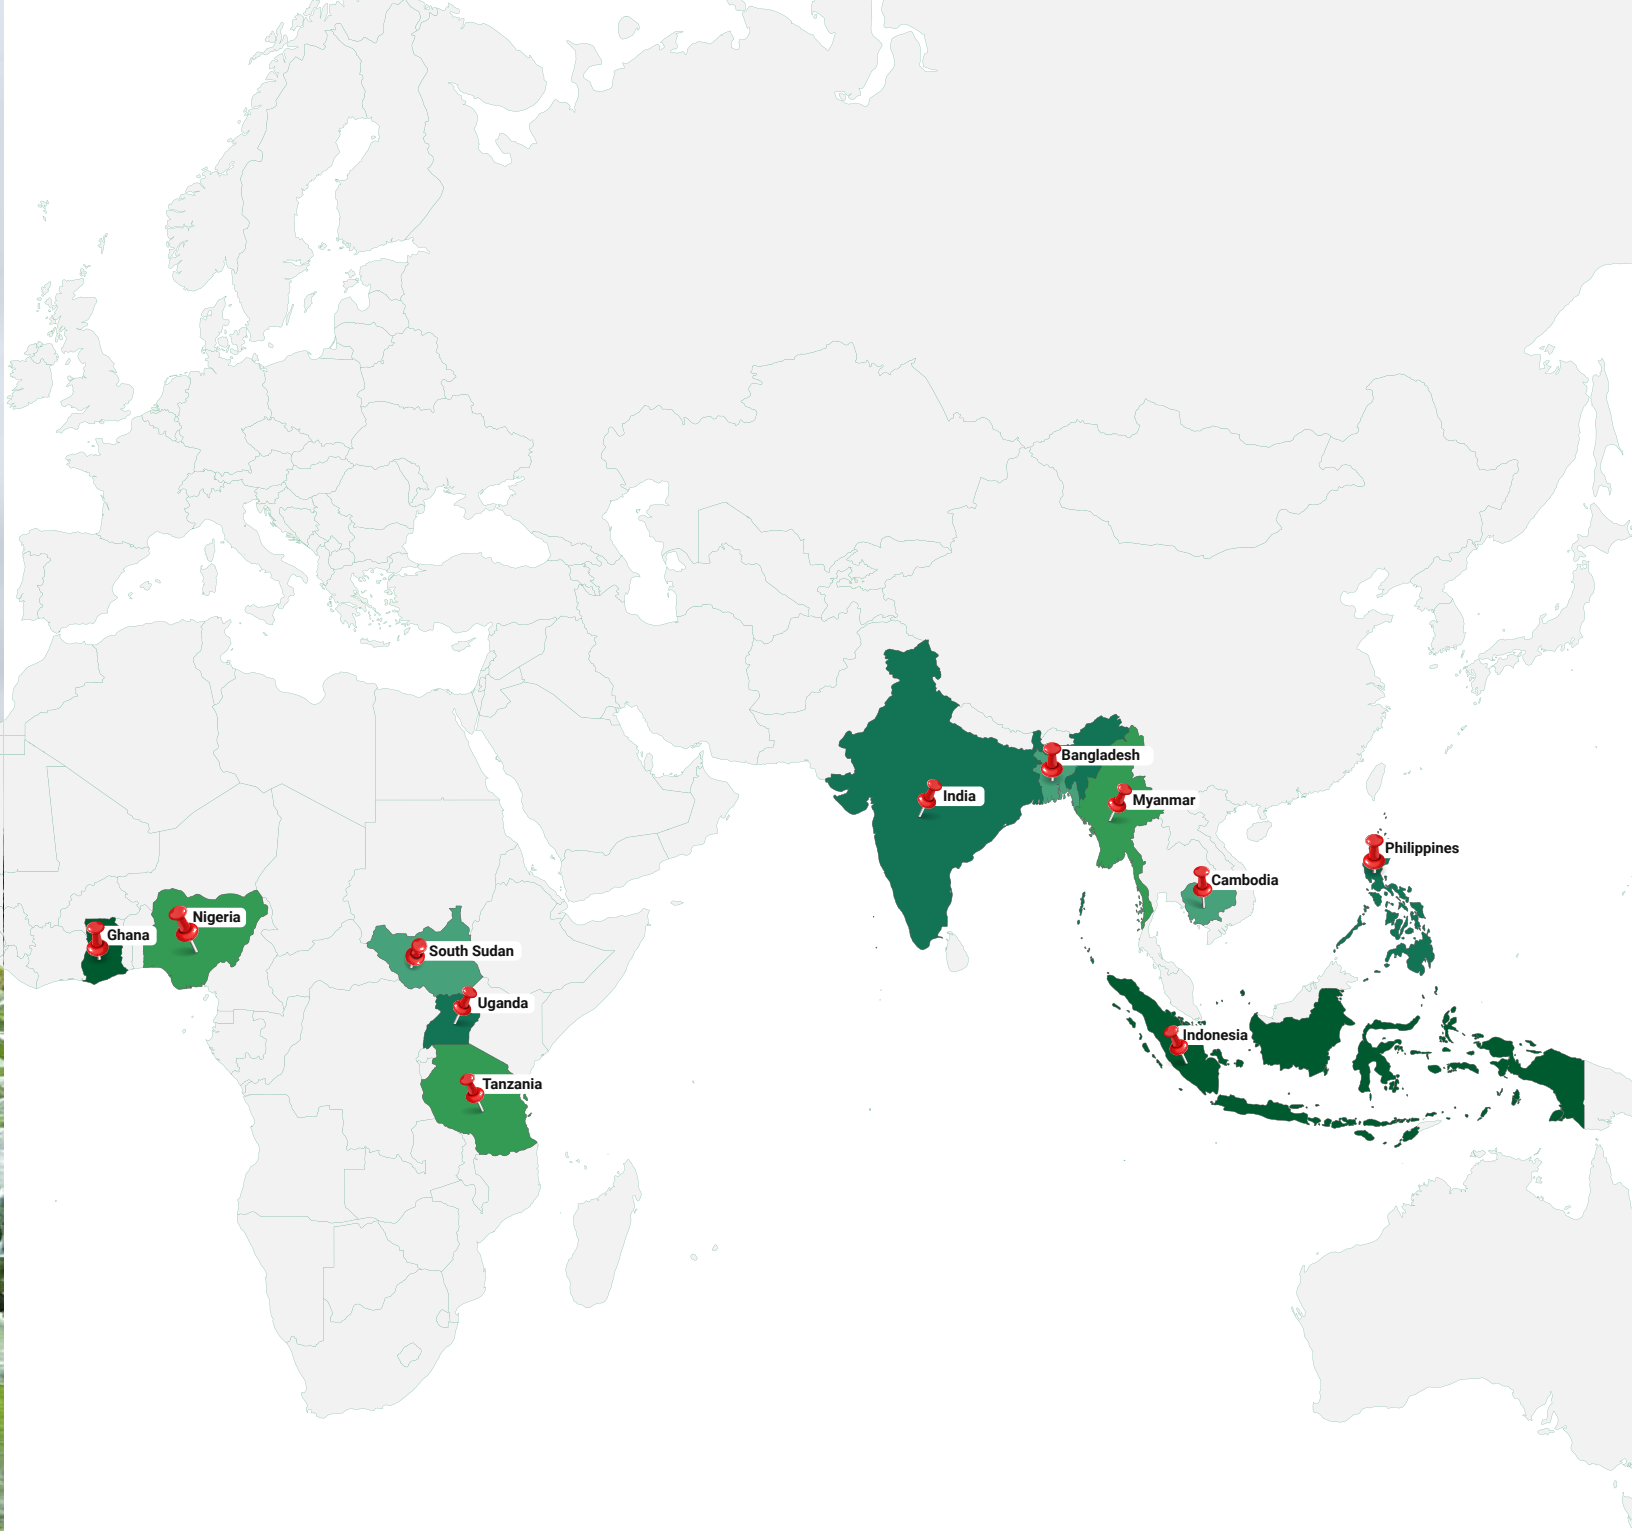 Bangladesh
India
Myanmar
Philippines
Cambodia
Nigeria
Ghana
South Sudan
Uganda
Indonesia
Tanzania